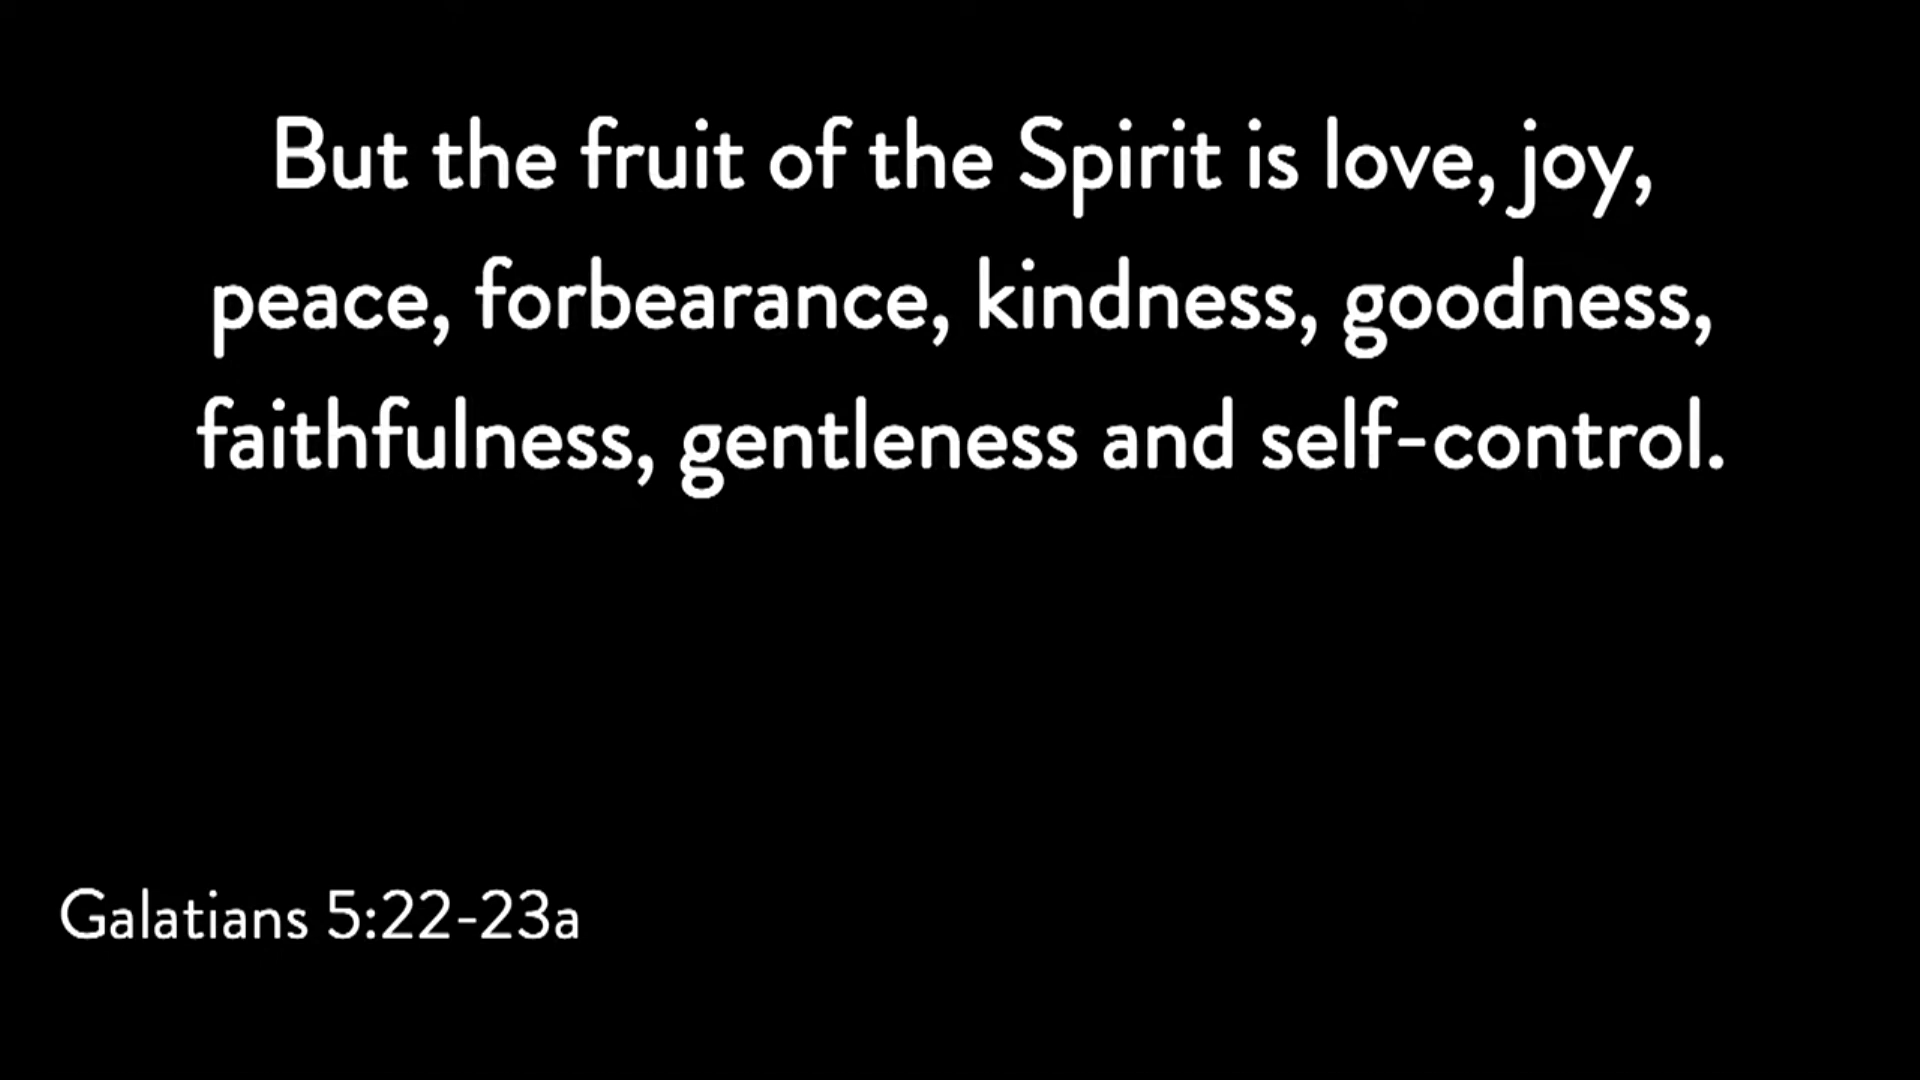 But the fruit of the Spirit is love, joy,
peace, forbearance, kindness, goodness,
faithfulness, gentleness and self-control.
Galatians 5:22-23a